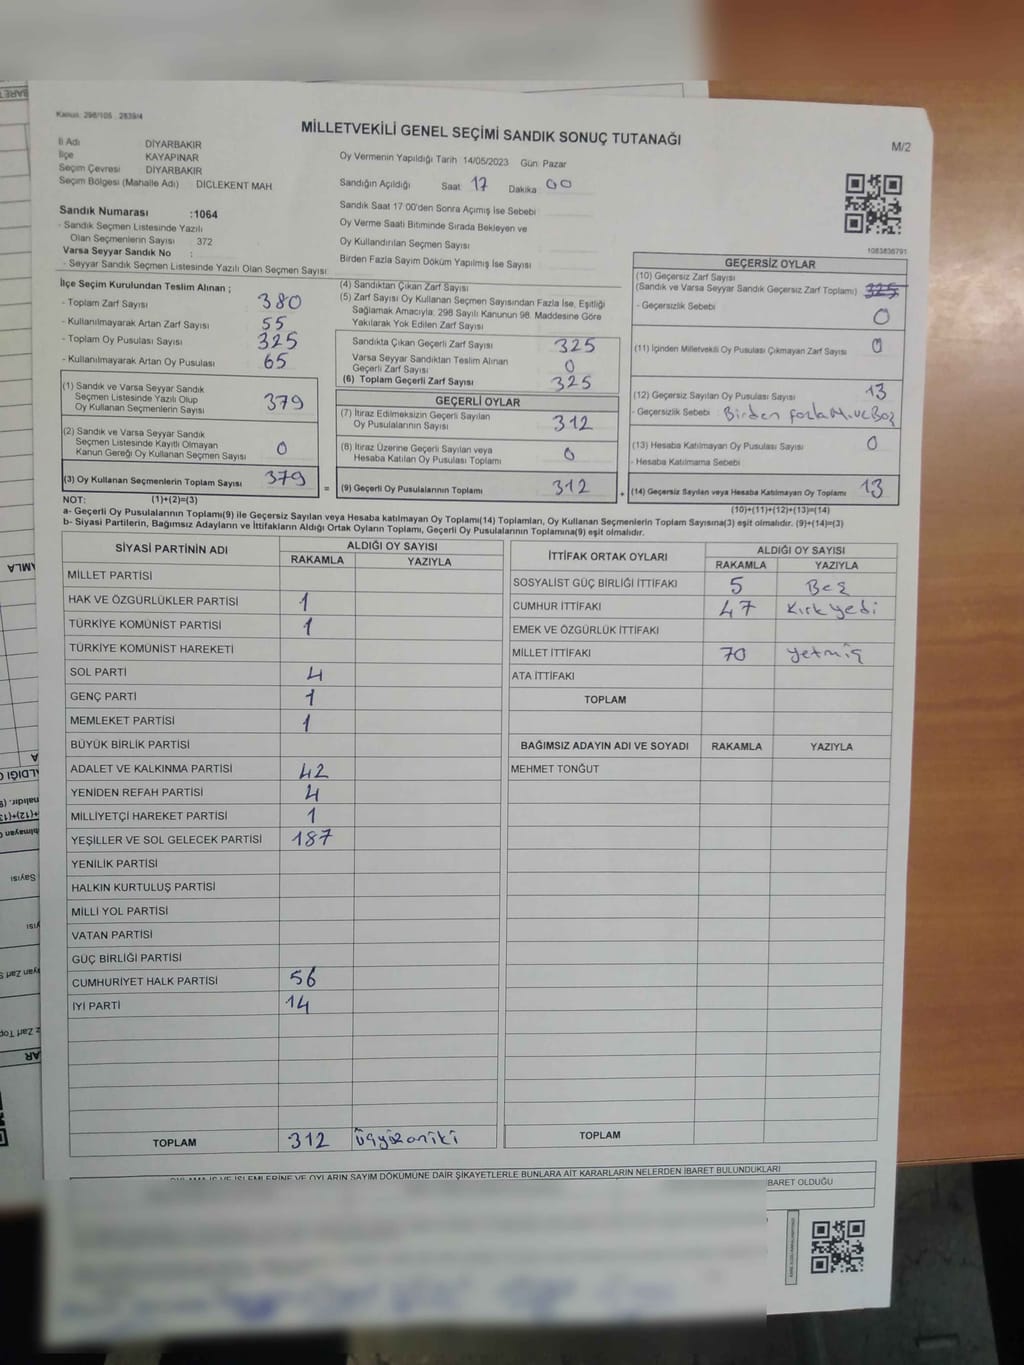 Kanun: 298/105 , 2839/4
MİLLETVEKİLİ GENEL SEÇİMİ SANDIK SONUÇ TUTANAĞI
M/2
İl Adı DİYARBAKIR
İlçe KAYAPINAR
Seçim Çevresi DİYARBAKIR
Seçim Bölgesi (Mahalle Adı) DİCLEKENT MAH
Sandık Numarası :1064
- Sandık Seçmen Listesinde Yazılı
Olan Seçmenlerin Sayısı : 372
Varsa Seyyar Sandık No :
- Seyyar Sandık Seçmen Listesinde Yazılı Olan Seçmen Sayısı
Oy Vermenin Yapıldığı Tarih 14/05/2023 Gün: Pazar
Sandığın Açıldığı Saat 17 Dakika 00
Sandık Saat 17:00'den Sonra Açılmış İse Sebebi
Oy Verme Saati Bitiminde Sırada Bekleyen ve
Oy Kullandırılan Seçmen Sayısı
Birden Fazla Sayım Döküm Yapılmış İse Sayısı
1083836791
İlçe Seçim Kurulundan Teslim Alınan ;
- Toplam Zarf Sayısı 380
- Kullanılmayarak Artan Zarf Sayısı 55
- Toplam Oy Pusulası Sayısı 325
- Kullanılmayarak Artan Oy Pusulası 65
(1) Sandık ve Varsa Seyyar Sandık
Seçmen Listesinde Yazılı Olup
Oy Kullanan Seçmenlerin Sayısı 379
(2) Sandık ve Varsa Seyyar Sandık
Seçmen Listesinde Kayıtlı Olmayan
Kanun Gereği Oy Kullanan Seçmen Sayısı 0
(3) Oy Kullanan Seçmenlerin Toplam Sayısı 379
(4) Sandıktan Çıkan Zarf Sayısı
(5) Zarf Sayısı Oy Kullanan Seçmen Sayısından Fazla İse, Eşitliği
Sağlamak Amacıyla; 298 Sayılı Kanunun 98. Maddesine Göre
Yakılarak Yok Edilen Zarf Sayısı
Sandıkta Çıkan Geçerli Zarf Sayısı 325
Varsa Seyyar Sandıktan Teslim Alınan
Geçerli Zarf Sayısı 0
(6) Toplam Geçerli Zarf Sayısı 325
GEÇERLİ OYLAR
(7) İtiraz Edilmeksizin Geçerli Sayılan
Oy Pusulalarının Sayısı 312
(8) İtiraz Üzerine Geçerli Sayılan veya
Hesaba Katılan Oy Pusulası Toplamı 0
= (9) Geçerli Oy Pusulalarının Toplamı 312 +
GEÇERSİZ OYLAR
(10) Geçersiz Zarf Sayısı
(Sandık ve Varsa Seyyar Sandık Geçersiz Zarf Toplamı) 325
- Geçersizlik Sebebi 0
(11) İçinden Milletvekili Oy Pusulası Çıkmayan Zarf Sayısı 0
(12) Geçersiz Sayılan Oy Pusulası Sayısı 13
- Geçersizlik Sebebi Birden fazla M. ve Boş
(13) Hesaba Katılmayan Oy Pusulası Sayısı 0
- Hesaba Katılmama Sebebi
(14) Geçersiz Sayılan veya Hesaba Katılmayan Oy Toplamı 13
NOT: (1)+(2)=(3)
(10)+(11)+(12)+(13)=(14)
a- Geçerli Oy Pusulalarının Toplamı(9) ile Geçersiz Sayılan veya Hesaba katılmayan Oy Toplamı(14) Toplamları, Oy Kullanan Seçmenlerin Toplam Sayısına(3) eşit olmalıdır. (9)+(14)=(3)
b- Siyasi Partilerin, Bağımsız Adayların ve İttifakların Aldığı Ortak Oyların Toplamı, Geçerli Oy Pusulalarının Toplamına(9) eşit olmalıdır.
SİYASİ PARTİNİN ADI ALDIĞI OY SAYISI
RAKAMLA YAZIYLA
MİLLET PARTİSİ
HAK VE ÖZGÜRLÜKLER PARTİSİ 1
TÜRKİYE KOMÜNİST PARTİSİ 1
TÜRKİYE KOMÜNİST HAREKETİ
SOL PARTİ 4
GENÇ PARTİ 1
MEMLEKET PARTİSİ 1
BÜYÜK BİRLİK PARTİSİ
ADALET VE KALKINMA PARTİSİ 42
YENİDEN REFAH PARTİSİ 4
MİLLİYETÇİ HAREKET PARTİSİ 1
YEŞİLLER VE SOL GELECEK PARTİSİ 187
YENİLİK PARTİSİ
HALKIN KURTULUŞ PARTİSİ
MİLLİ YOL PARTİSİ
VATAN PARTİSİ
GÜÇ BİRLİĞİ PARTİSİ
CUMHURİYET HALK PARTİSİ 56
İYİ PARTİ 14
TOPLAM 312 üçyüzoniki
İTTİFAK ORTAK OYLARI ALDIĞI OY SAYISI
RAKAMLA YAZIYLA
SOSYALİST GÜÇ BİRLİĞİ İTTİFAKI 5 Beş
CUMHUR İTTİFAKI 47 Kırkyedi
EMEK VE ÖZGÜRLÜK İTTİFAKI
MİLLET İTTİFAKI 70 yetmiş
ATA İTTİFAKI
TOPLAM
BAĞIMSIZ ADAYIN ADI VE SOYADI RAKAMLA YAZIYLA
MEHMET TONĞUT
TOPLAM
İŞ VE İŞLEMLERİNE VE OYLARIN SAYIM DÖKÜMÜNE DAİR ŞİKAYETLERLE BUNLARA AİT KARARLARIN NELERDEN İBARET BULUNDUKLARI
İBARET OLDUĞU